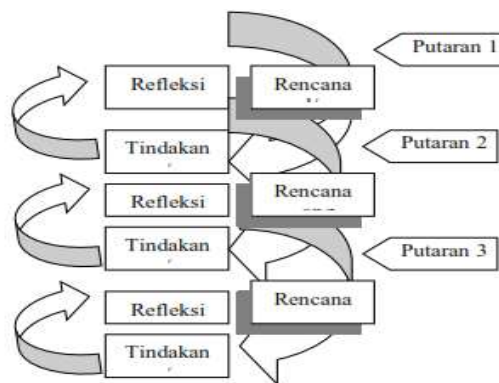 Putaran 1
Refleksi
Rencana
Tindakan
Putaran 2
Refleksi
Rencana
Tindakan
Putaran 3
Refleksi
Rencana
Tindakan